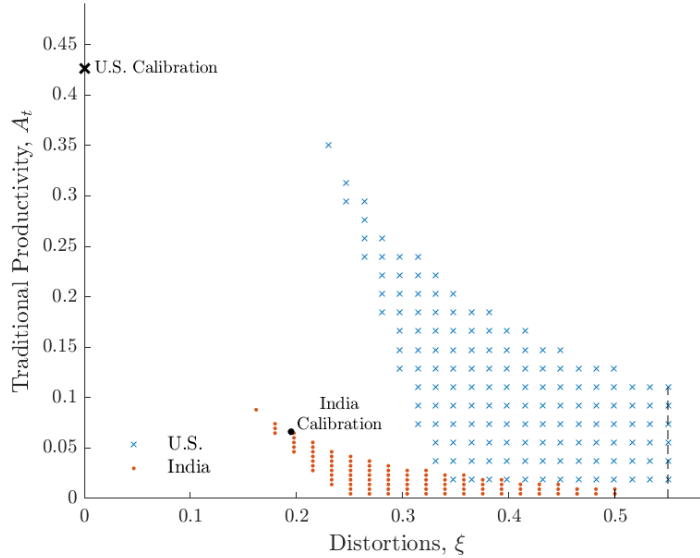 0.45
U.S. Calibration
0.4
0.35
0.3
0.25
0.2
0.15
0.1
0.05
0
Traditional Productivity, A_t
India
Calibration
U.S.
India
0 0.1 0.2 0.3 0.4 0.5
Distortions, ξ